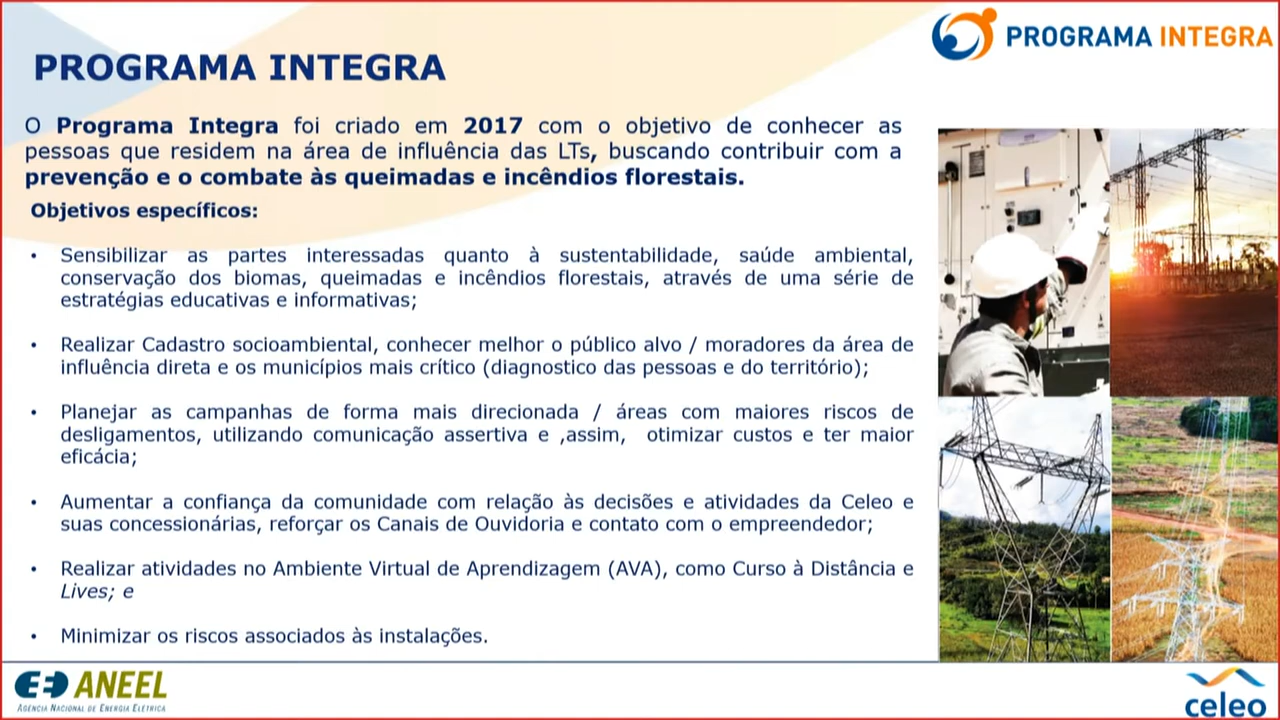 PROGRAMA INTEGRA
PROGRAMA INTEGRA
O Programa Integra foi criado em 2017 com o objetivo de conhecer as
pessoas que residem na área de influência das LTs, buscando contribuir com a
prevenção e o combate às queimadas e incêndios florestais.
Objetivos específicos:
• Sensibilizar as partes interessadas quanto à sustentabilidade, saúde ambiental,
conservação dos biomas, queimadas e incêndios florestais, através de uma série de
estratégias educativas e informativas;
• Realizar Cadastro socioambiental, conhecer melhor o público alvo / moradores da área de
influência direta e os municípios mais crítico (diagnostico das pessoas e do território);
• Planejar as campanhas de forma mais direcionada / áreas com maiores riscos de
desligamentos, utilizando comunicação assertiva e ,assim, otimizar custos e ter maior
eficácia;
• Aumentar a confiança da comunidade com relação às decisões e atividades da Celeo e
suas concessionárias, reforçar os Canais de Ouvidoria e contato com o empreendedor;
• Realizar atividades no Ambiente Virtual de Aprendizagem (AVA), como Curso à Distância e
Lives; e
• Minimizar os riscos associados às instalações.
ANEEL
AGÊNCIA NACIONAL DE ENERGIA ELÉTRICA
celeo